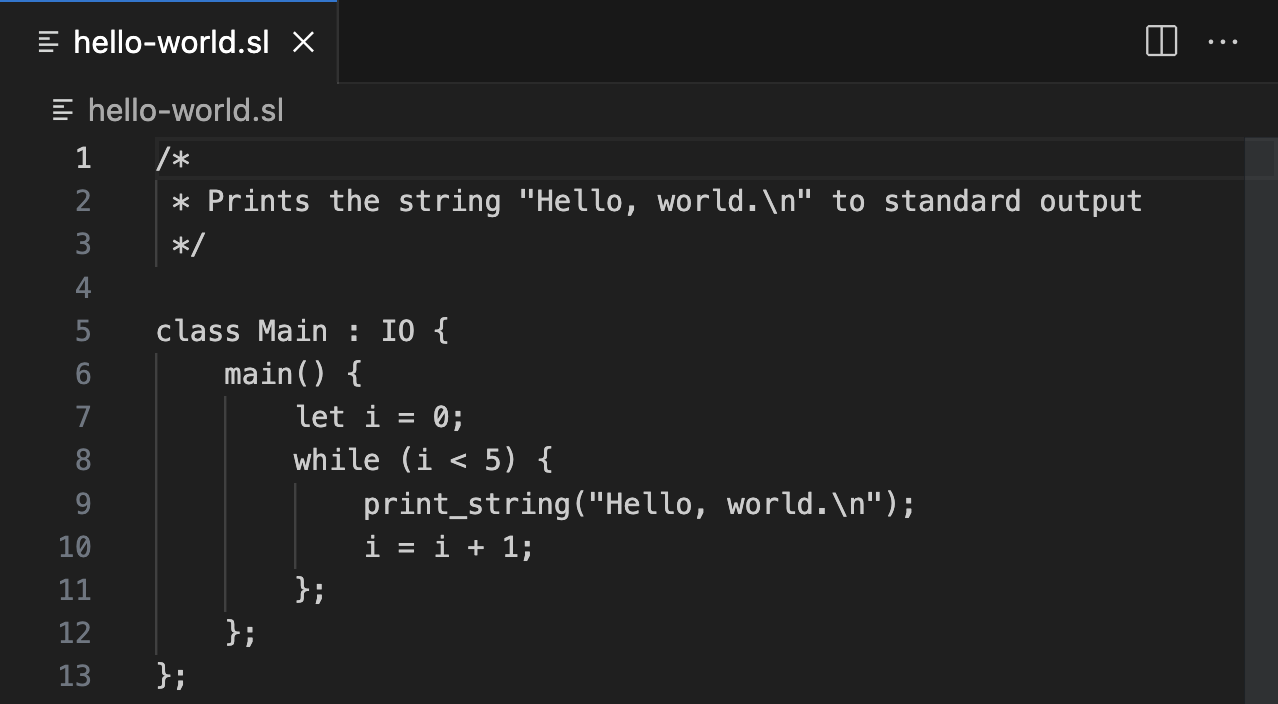 hello-world.sl
hello-world.sl
1 /*
2  * Prints the string "Hello, world.\n" to standard output
3  */
4
5 class Main : IO {
6     main() {
7         let i = 0;
8         while (i < 5) {
9             print_string("Hello, world.\n");
10             i = i + 1;
11         };
12     };
13 };